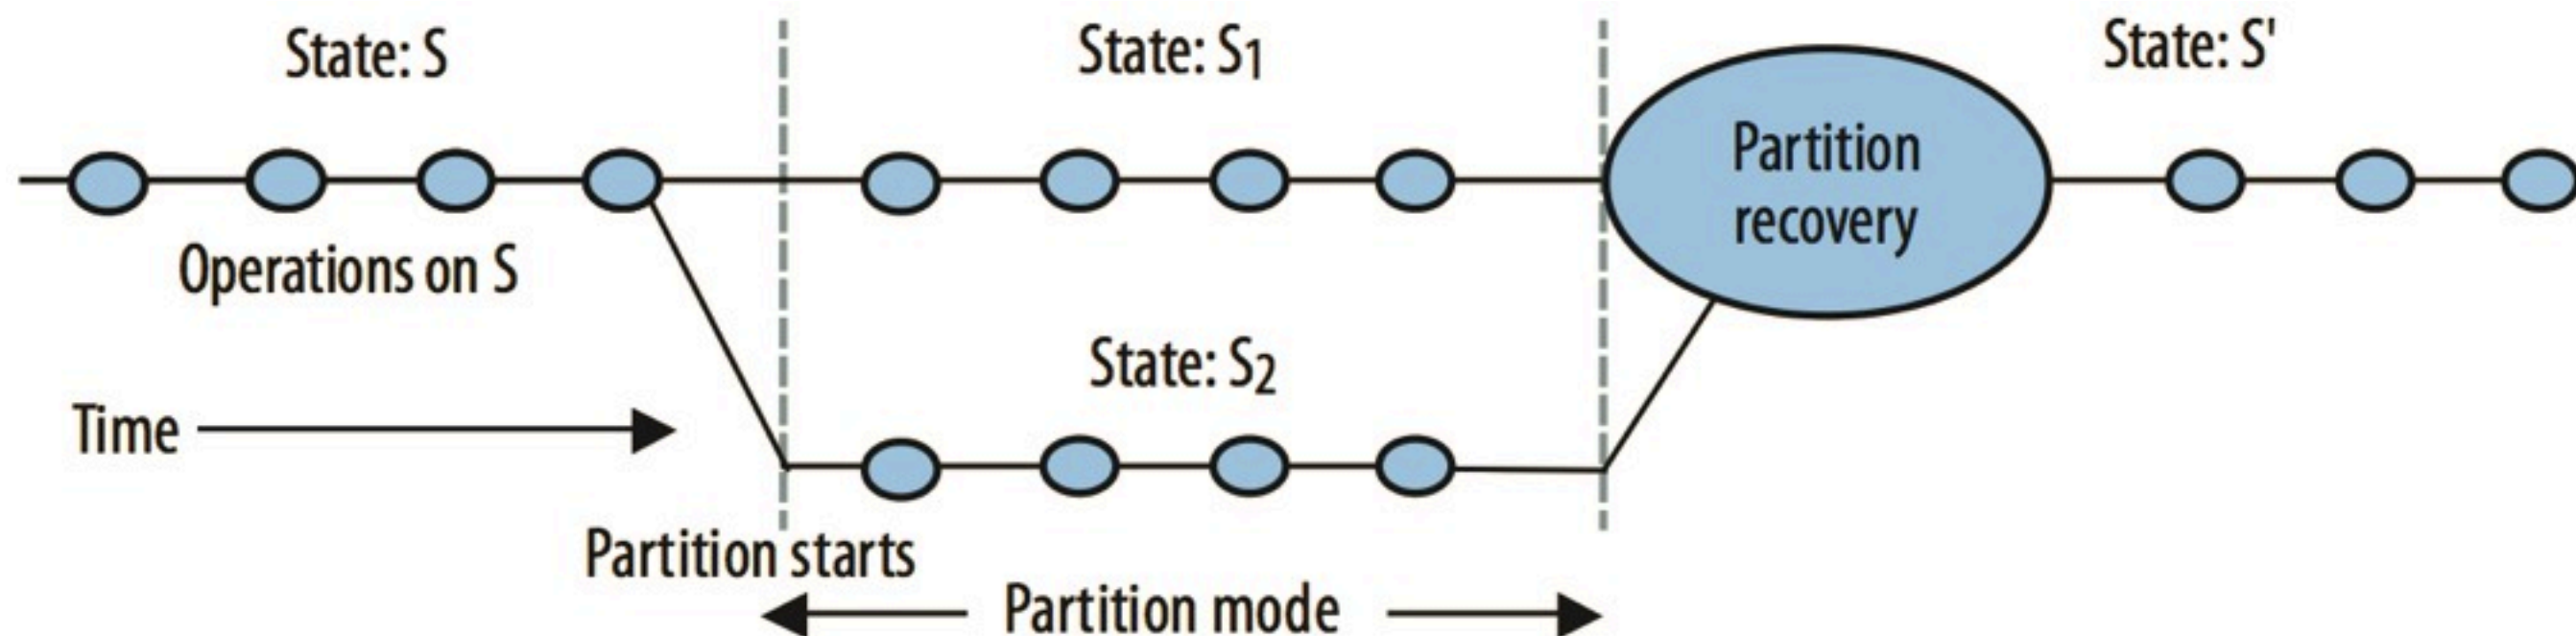 State: S
State: S1
State: S'
Partition
recovery
Operations on S
State: S2
Time
Partition starts
Partition mode